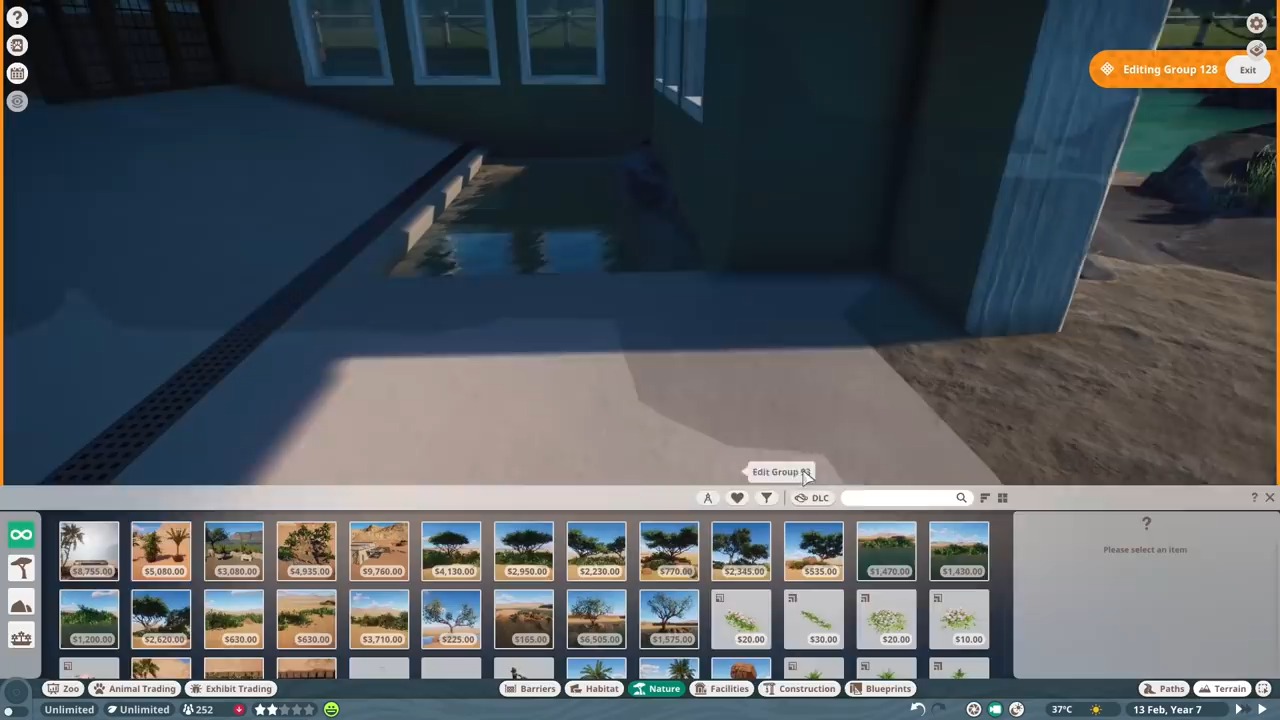 Editing Group 128
Exit
Edit Group
DLC
?
$8,755.00
$5,080.00
$3,080.00
$4,935.00
$9,760.00
$4,130.00
$2,950.00
$2,230.00
$770.00
$2,345.00
$535.00
$1,470.00
$1,430.00
?
Please select an item
$1,200.00
$2,620.00
$630.00
$630.00
$3,710.00
$225.00
$165.00
$6,505.00
$1,575.00
$20.00
$30.00
$20.00
$10.00
Zoo
Animal Trading
Exhibit Trading
Barriers
Habitat
Nature
Facilities
Construction
Blueprints
Paths
Terrain
Unlimited
Unlimited
252
37°C
13 Feb, Year 7